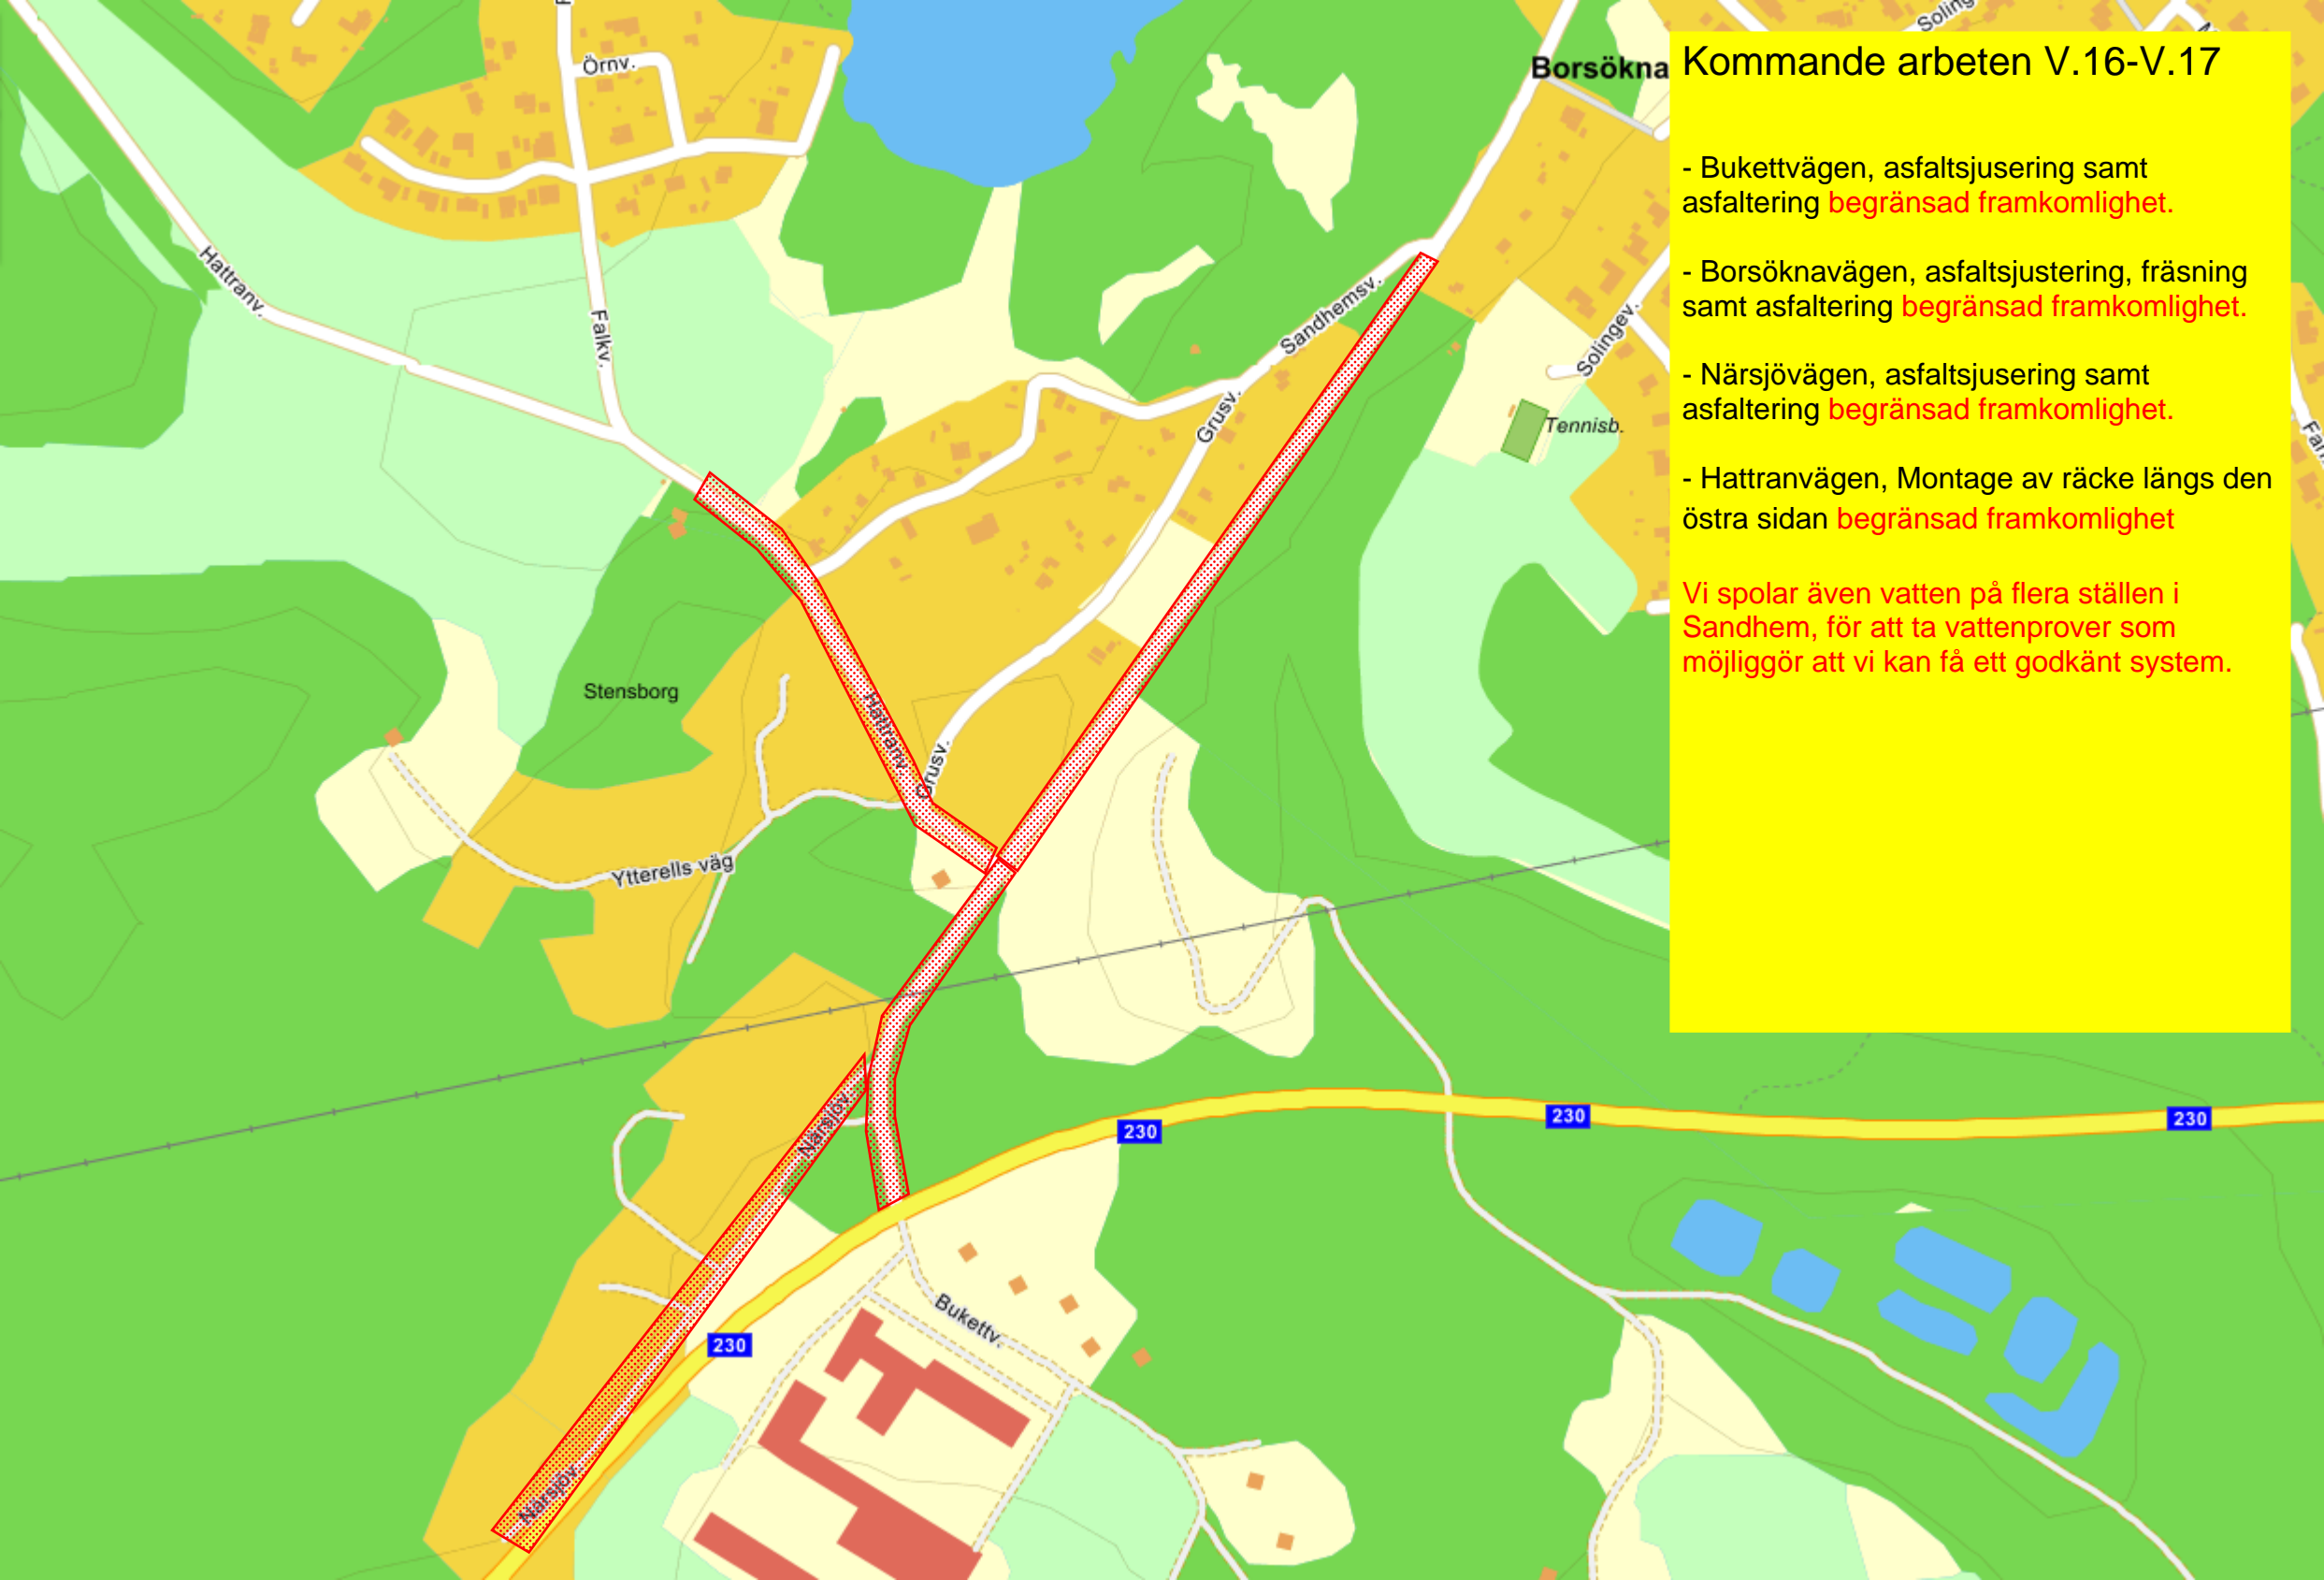 Soling
Örnv.
Borsökna
Kommande arbeten V.16-V.17
- Bukettvägen, asfaltsjusering samt
asfaltering begränsad framkomlighet.
- Borsöknavägen, asfaltsjustering, fräsning
samt asfaltering begränsad framkomlighet.
- Närsjövägen, asfaltsjusering samt
asfaltering begränsad framkomlighet.
- Hattranvägen, Montage av räcke längs den
östra sidan begränsad framkomlighet
Vi spolar även vatten på flera ställen i
Sandhem, för att ta vattenprover som
möjliggör att vi kan få ett godkänt system.
Hattranv.
Falkv.
Sandhemsv.
Solingev.
Grusv.
Tennisb.
Stensborg
Hattranv.
Grusv.
Ytterells väg
Närsjöv.
230
230
230
Bukettv.
230
Närsjöv.